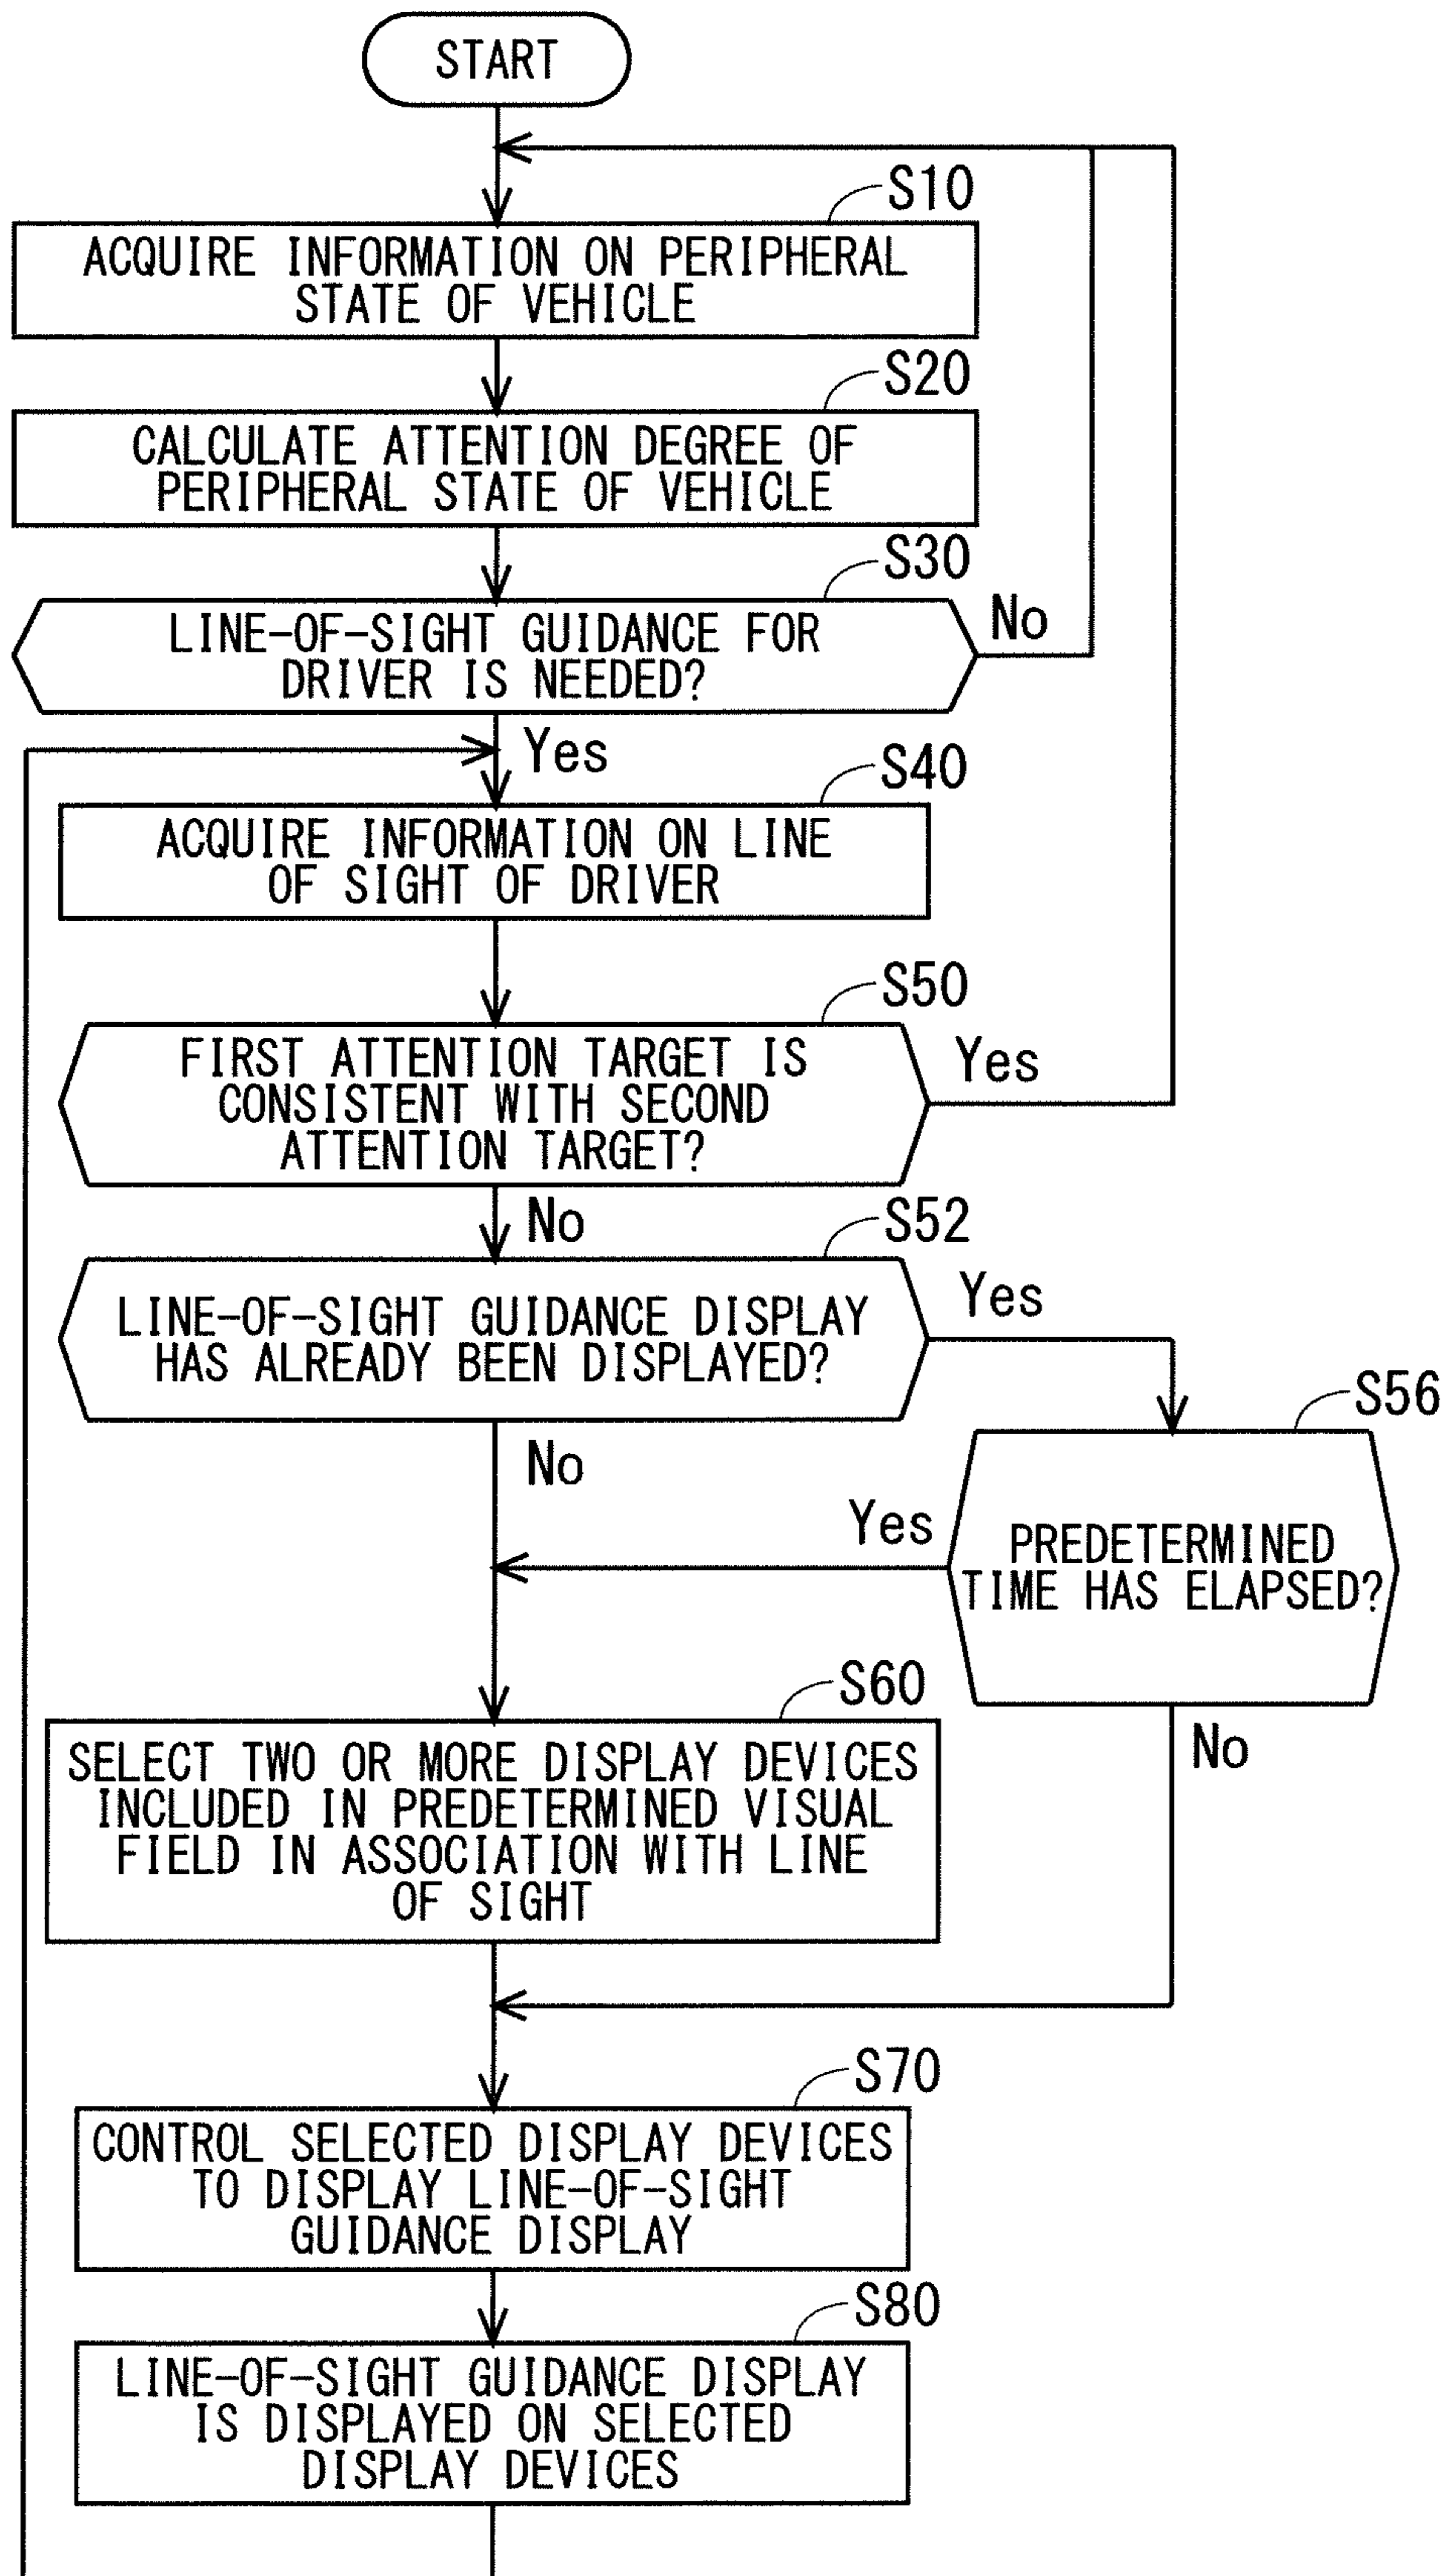 START
S10
ACQUIRE INFORMATION ON PERIPHERAL
STATE OF VEHICLE
S20
CALCULATE ATTENTION DEGREE OF
PERIPHERAL STATE OF VEHICLE
S30
LINE-OF-SIGHT GUIDANCE FOR
DRIVER IS NEEDED?
No
Yes
S40
ACQUIRE INFORMATION ON LINE
OF SIGHT OF DRIVER
S50
FIRST ATTENTION TARGET IS
CONSISTENT WITH SECOND
ATTENTION TARGET?
Yes
No
S52
LINE-OF-SIGHT GUIDANCE DISPLAY
HAS ALREADY BEEN DISPLAYED?
Yes
No
S56
PREDETERMINED
TIME HAS ELAPSED?
Yes
No
S60
SELECT TWO OR MORE DISPLAY DEVICES
INCLUDED IN PREDETERMINED VISUAL
FIELD IN ASSOCIATION WITH LINE
OF SIGHT
S70
CONTROL SELECTED DISPLAY DEVICES
TO DISPLAY LINE-OF-SIGHT
GUIDANCE DISPLAY
S80
LINE-OF-SIGHT GUIDANCE DISPLAY
IS DISPLAYED ON SELECTED
DISPLAY DEVICES